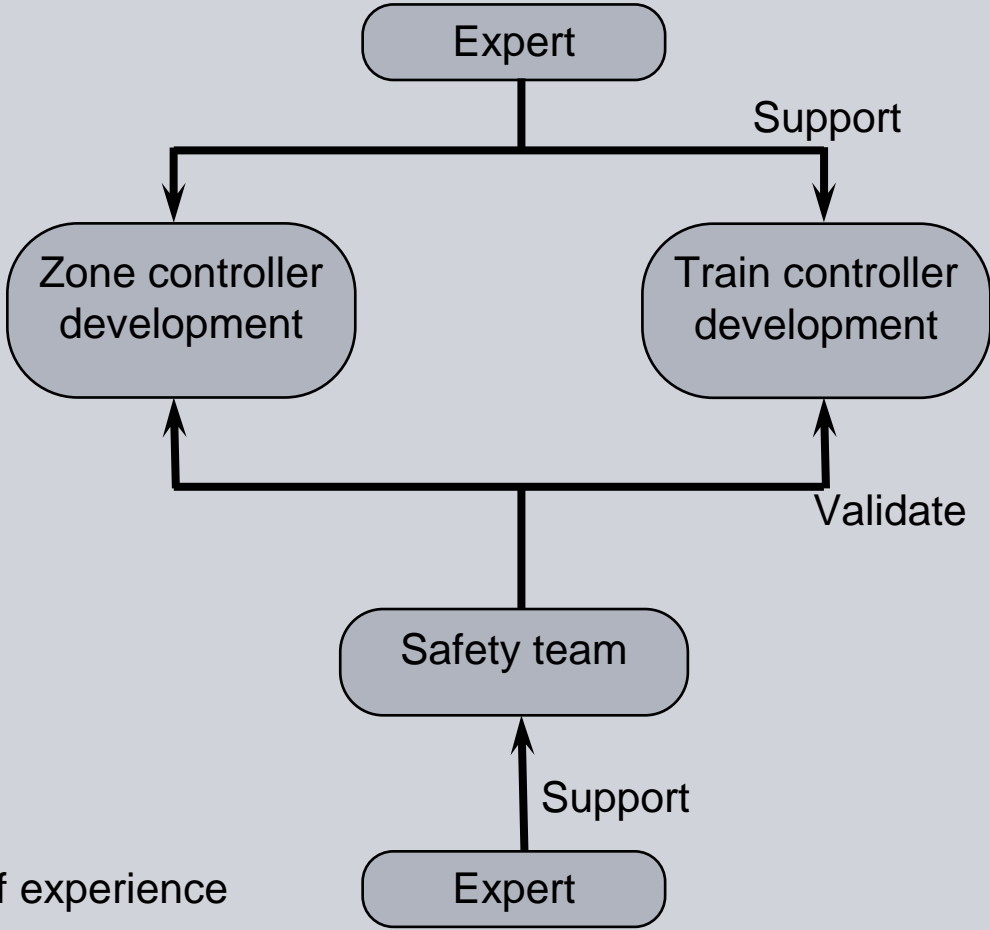 Expert
Support
Zone controller
development
Train controller
development
Validate
Safety team
Support
f experience
Expert